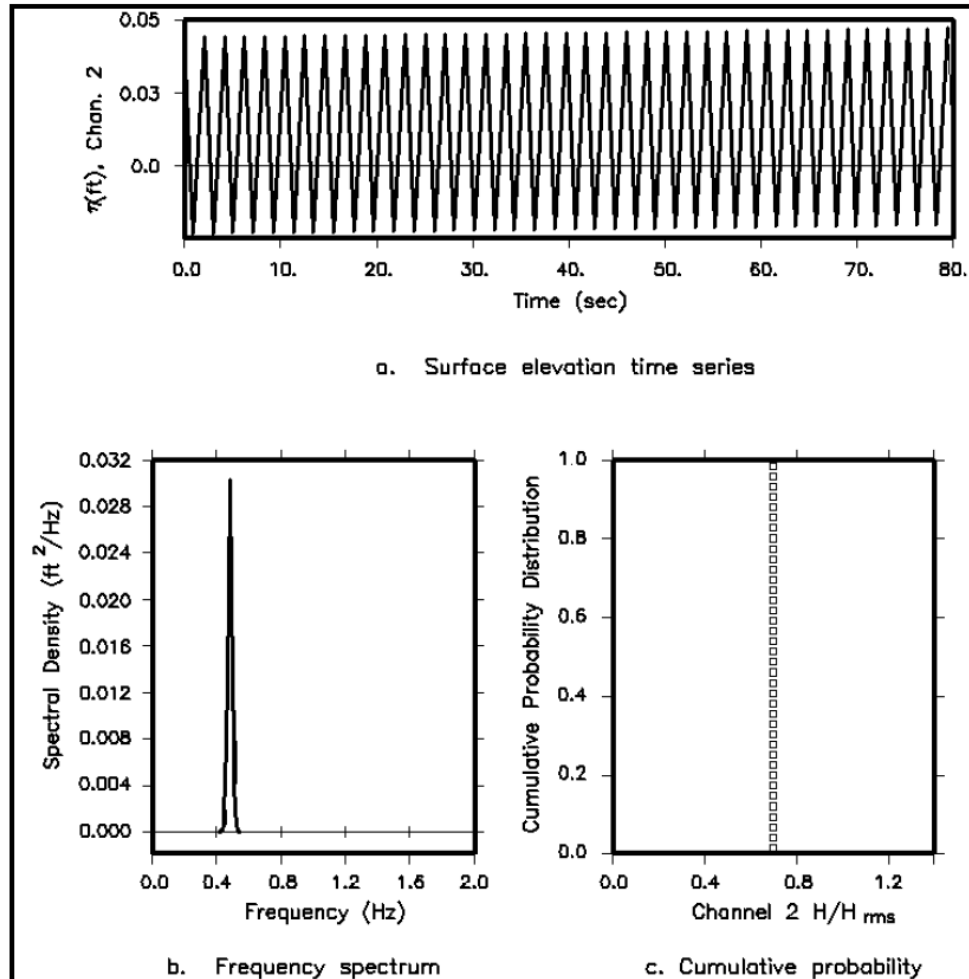 0.05
0.03
0.0
η(ft), Chan. 2
0.0 10. 20. 30. 40. 50. 60. 70. 80.
Time (sec)
a. Surface elevation time series
0.032
0.028
0.024
0.020
0.016
0.012
0.008
0.004
0.000
Spectral Density (ft²/Hz)
0.0 0.4 0.8 1.2 1.6 2.0
Frequency (Hz)
b. Frequency spectrum
1.0
0.8
0.6
0.4
0.2
0.0
Cumulative Probability Distribution
0.0 0.4 0.8 1.2
Channel 2 H/H rms
c. Cumulative probability